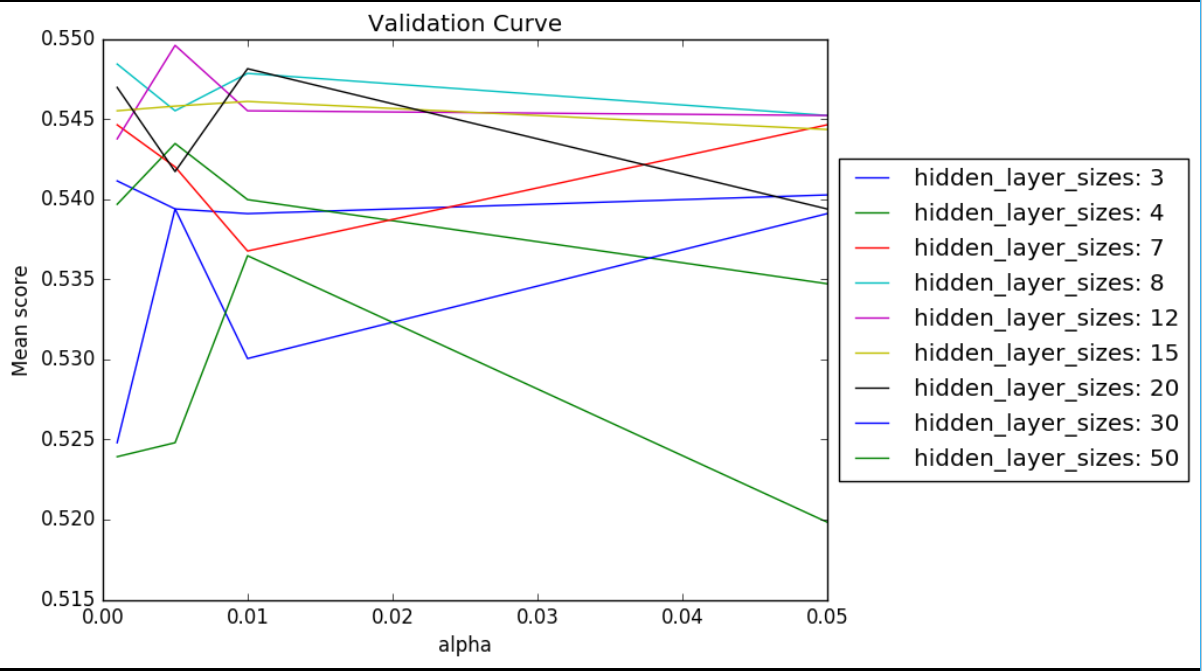 Validation Curve
0.550
0.545
0.540
0.535
0.530
0.525
0.520
0.515
Mean score
0.00
0.01
0.02
0.03
0.04
0.05
alpha
hidden_layer_sizes: 3
hidden_layer_sizes: 4
hidden_layer_sizes: 7
hidden_layer_sizes: 8
hidden_layer_sizes: 12
hidden_layer_sizes: 15
hidden_layer_sizes: 20
hidden_layer_sizes: 30
hidden_layer_sizes: 50